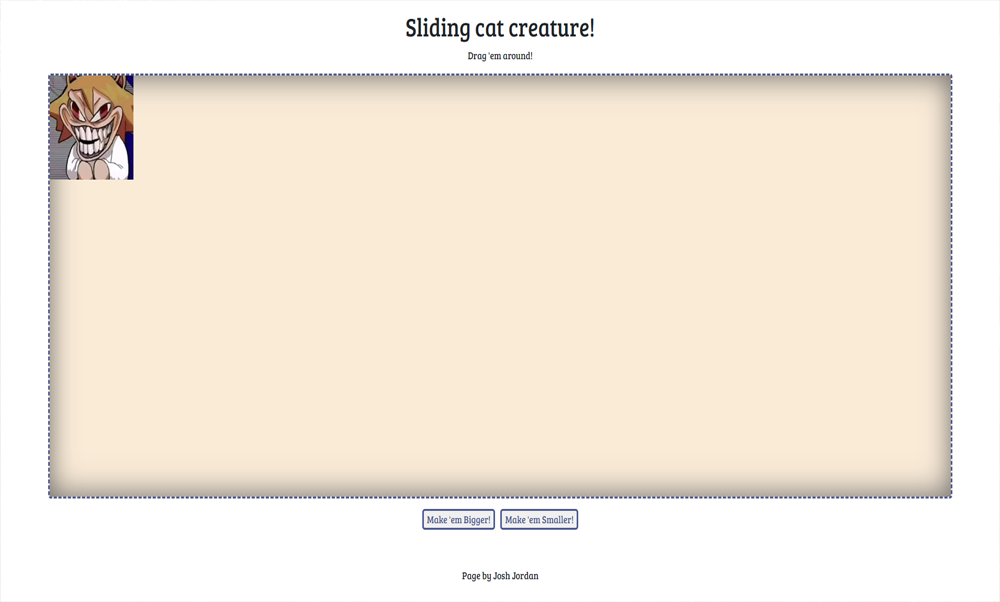 Sliding cat creature!
Drag 'em around!
Make 'em Bigger! Make 'em Smaller!
Page by Josh Jordan